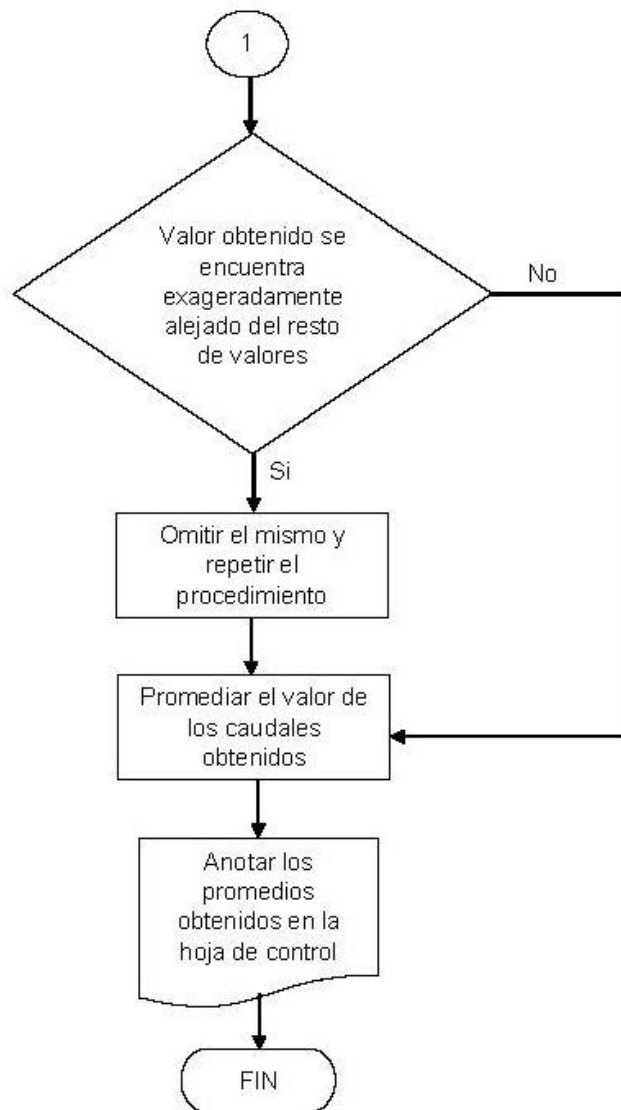 1
Valor obtenido se
encuentra
exageradamente
alejado del resto
de valores
No
Si
Omitir el mismo y
repetir el
procedimiento
Promediar el valor de
los caudales
obtenidos
Anotar los
promedios
obtenidos en la
hoja de control
FIN